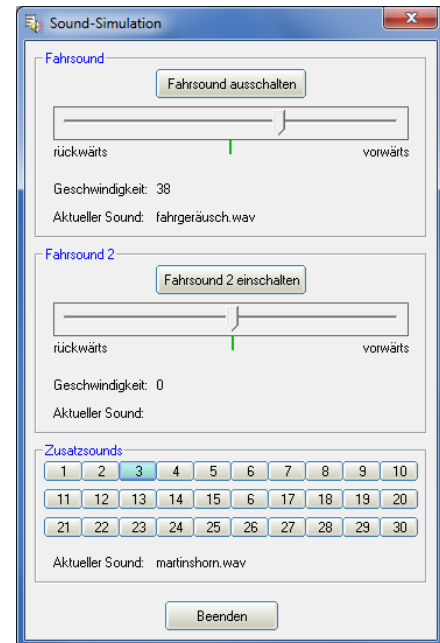 Sound-Simulation
Fahrsound
Fahrsound ausschalten
rückwärts vorwärts
Geschwindigkeit: 38
Aktueller Sound: fahrgeräusch.wav
Fahrsound 2
Fahrsound 2 einschalten
rückwärts vorwärts
Geschwindigkeit: 0
Aktueller Sound:
Zusatzsounds
1 2 3 4 5 6 7 8 9 10
11 12 13 14 15 6 17 18 19 20
21 22 23 24 25 26 27 28 29 30
Aktueller Sound: martinshorn.wav
Beenden